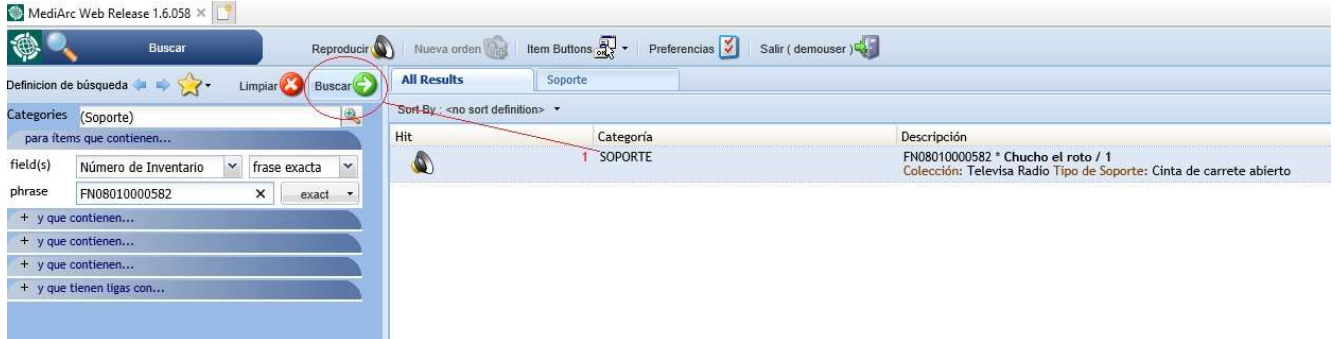 MediArc Web Release 1.6.058
Buscar
Reproducir
Nueva orden
Item Buttons
Preferencias
Salir ( demouser )
Definicion de búsqueda
Limpiar
Buscar
All Results
Soporte
Categories (Soporte)
Sort By : <no sort definition>
para ítems que contienen...
Hit Categoría Descripción
field(s) Número de Inventario frase exacta
1 SOPORTE FN08010000582 * Chucho el roto / 1
Colección: Televisa Radio Tipo de Soporte: Cinta de carrete abierto
phrase FN08010000582 exact
+ y que contienen...
+ y que contienen...
+ y que contienen...
+ y que tienen ligas con...